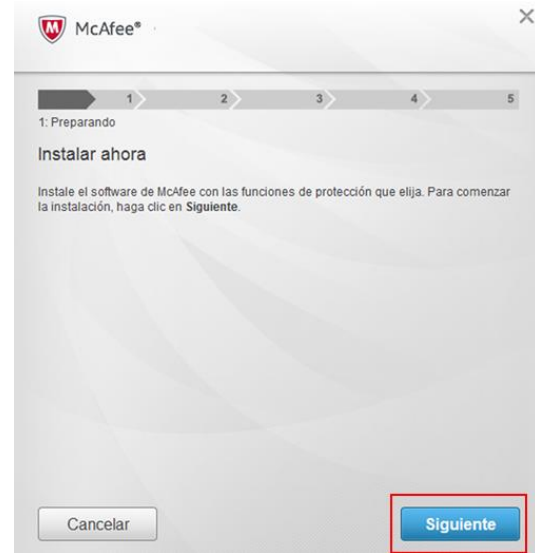 McAfee®
1 2 3 4 5
1: Preparando
Instalar ahora
Instale el software de McAfee con las funciones de protección que elija. Para comenzar
la instalación, haga clic en Siguiente.
Cancelar
Siguiente